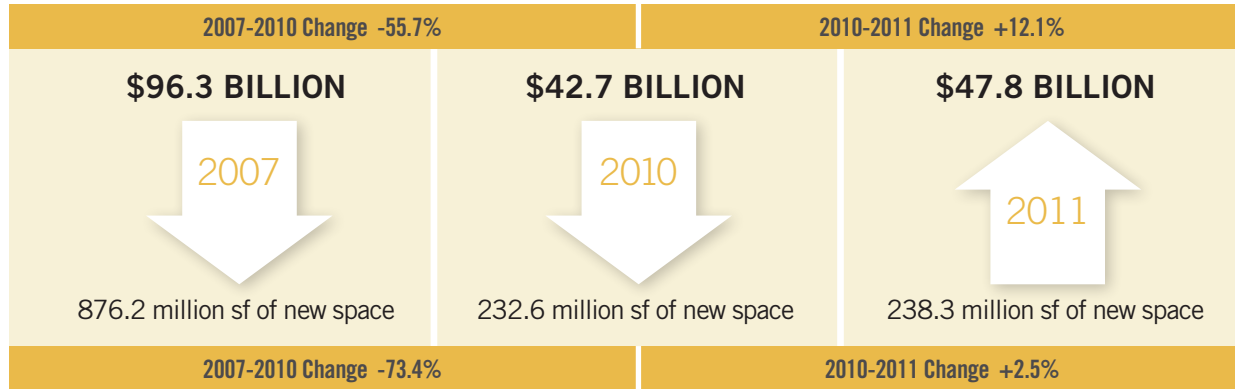 2007-2010 Change -55.7%
2010-2011 Change +12.1%
$96.3 BILLION
$42.7 BILLION
$47.8 BILLION
2007
2010
2011
876.2 million sf of new space
232.6 million sf of new space
238.3 million sf of new space
2007-2010 Change -73.4%
2010-2011 Change +2.5%